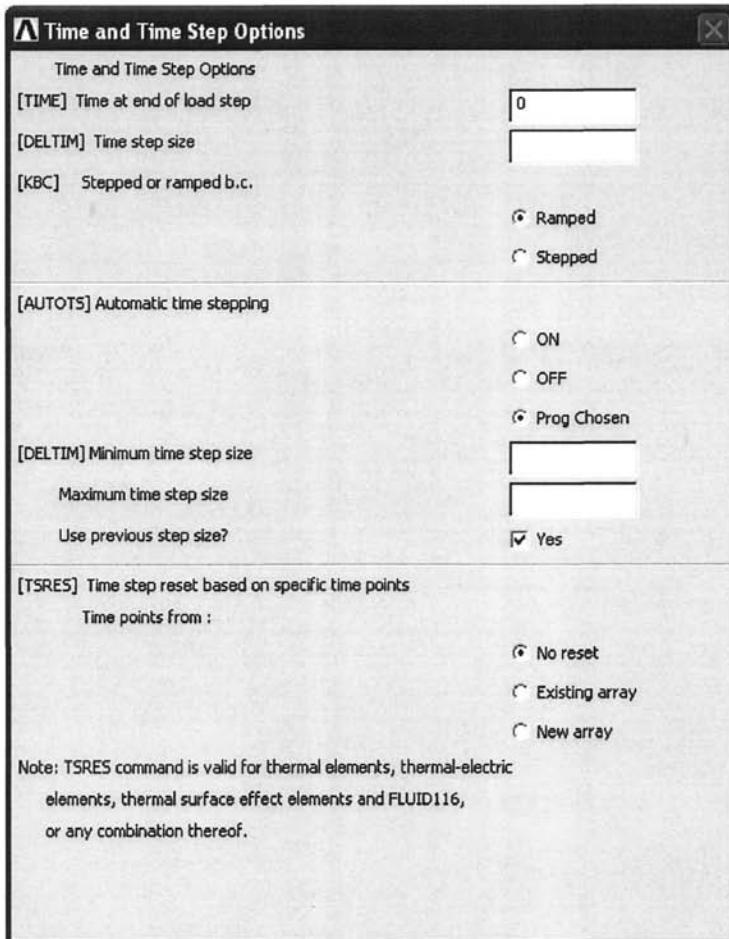 Time and Time Step Options
Time and Time Step Options
[TIME] Time at end of load step 0
[DELTIM] Time step size
[KBC] Stepped or ramped b.c.
Ramped
Stepped
[AUTOTS] Automatic time stepping
ON
OFF
Prog Chosen
[DELTIM] Minimum time step size
Maximum time step size
Use previous step size? Yes
[TSRES] Time step reset based on specific time points
Time points from :
No reset
Existing array
New array
Note: TSRES command is valid for thermal elements, thermal-electric
elements, thermal surface effect elements and FLUID116,
or any combination thereof.